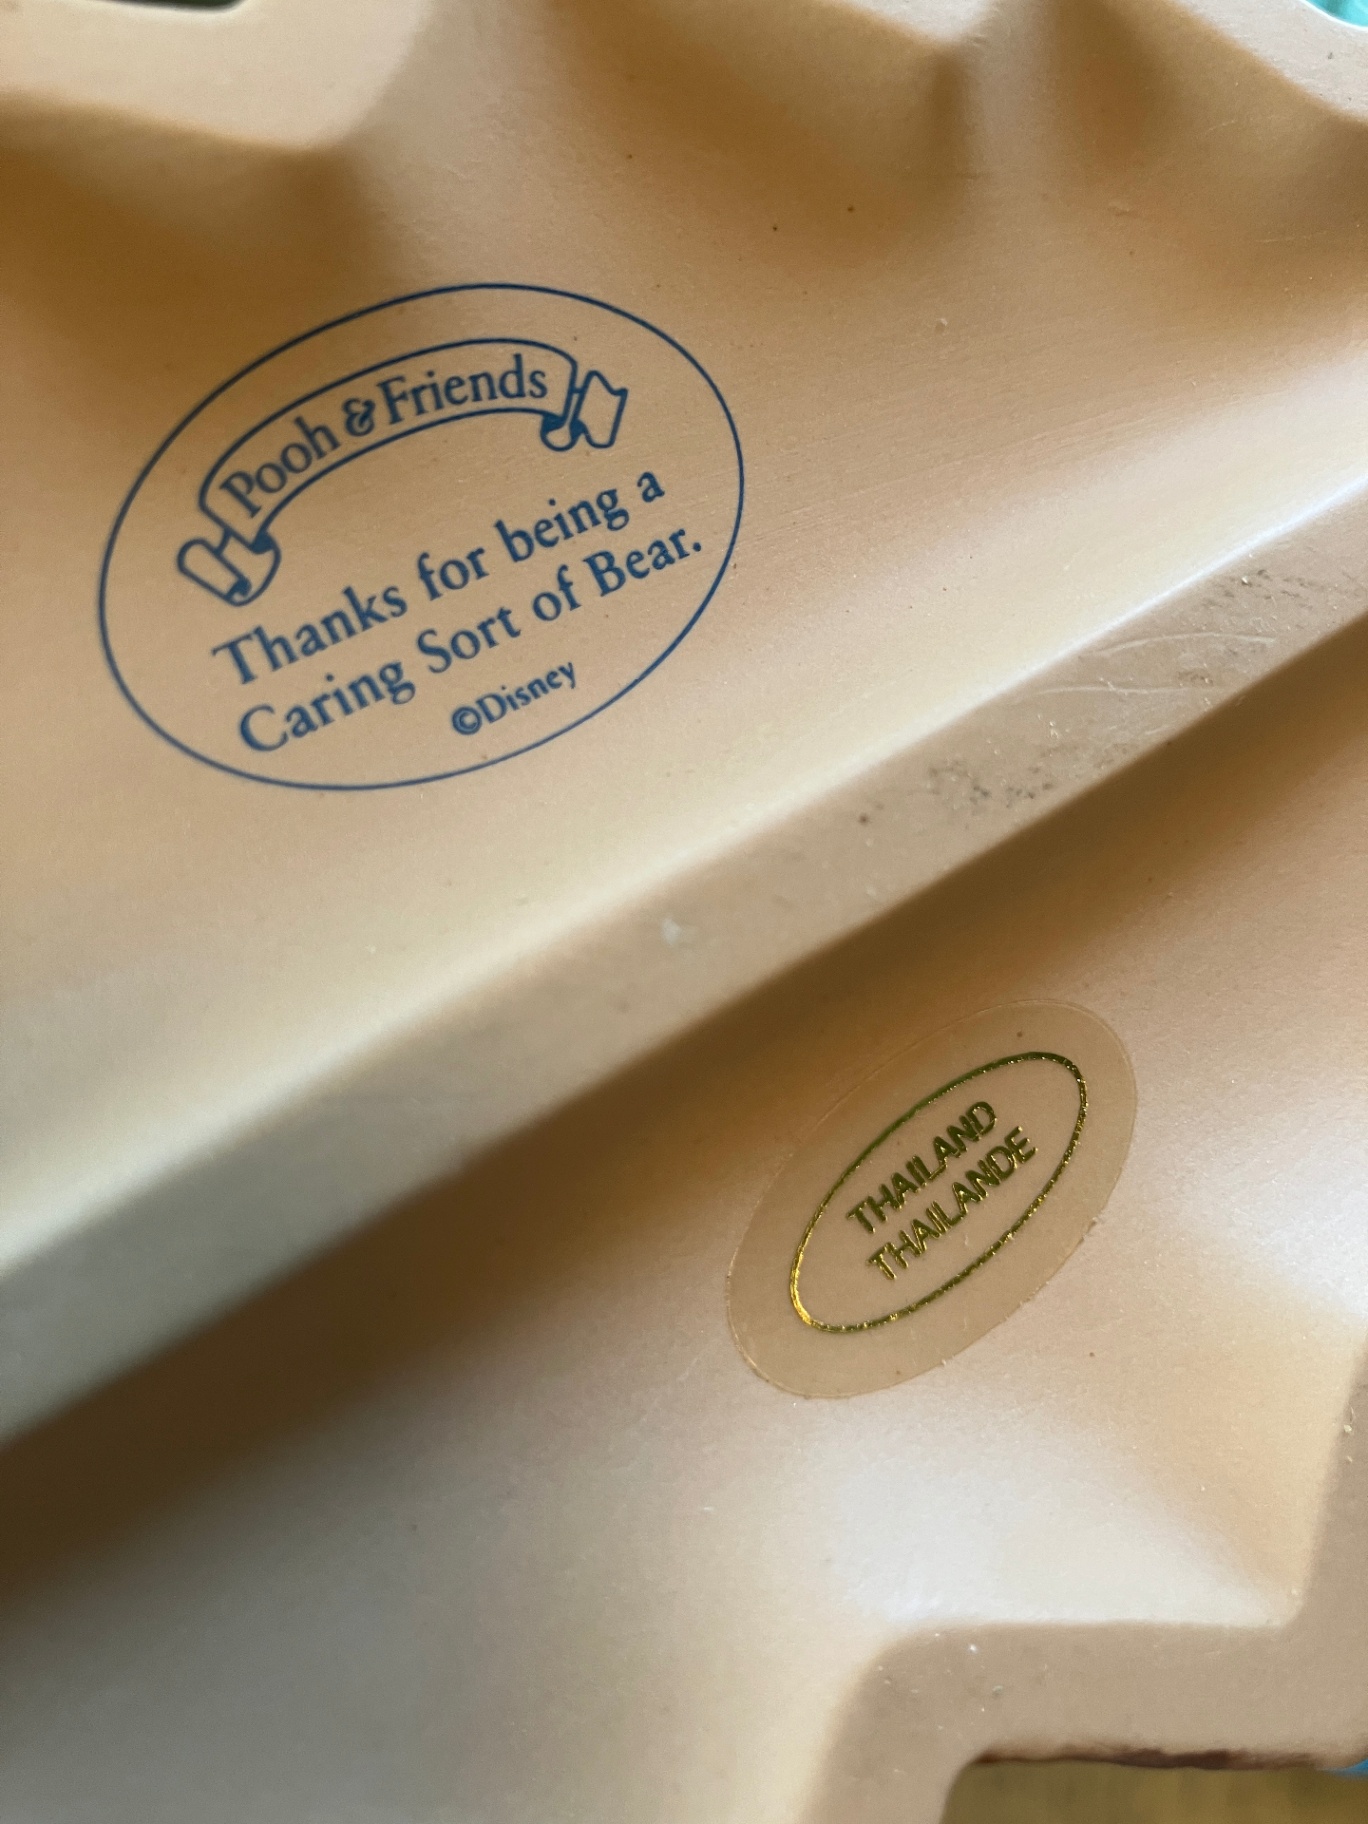 Pooh & Friends
Thanks for being a
Caring Sort of Bear.
©Disney
THAILAND
THAILANDE